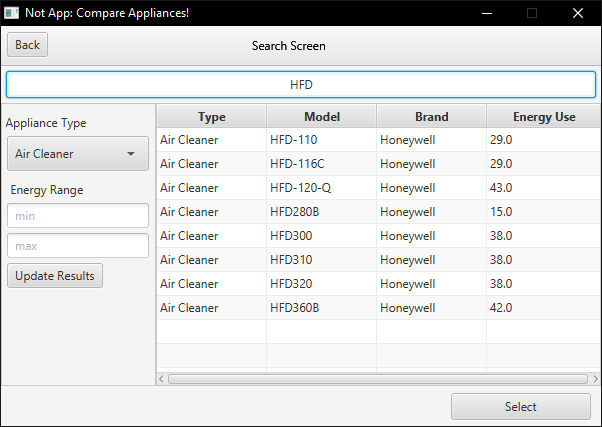 Not App: Compare Appliances!
Back
Search Screen
HFD
Appliance Type
Air Cleaner
Energy Range
min
max
Update Results
Type Model Brand Energy Use
Air Cleaner HFD-110 Honeywell 29.0
Air Cleaner HFD-116C Honeywell 29.0
Air Cleaner HFD-120-Q Honeywell 43.0
Air Cleaner HFD280B Honeywell 15.0
Air Cleaner HFD300 Honeywell 38.0
Air Cleaner HFD310 Honeywell 38.0
Air Cleaner HFD320 Honeywell 38.0
Air Cleaner HFD360B Honeywell 42.0
Select